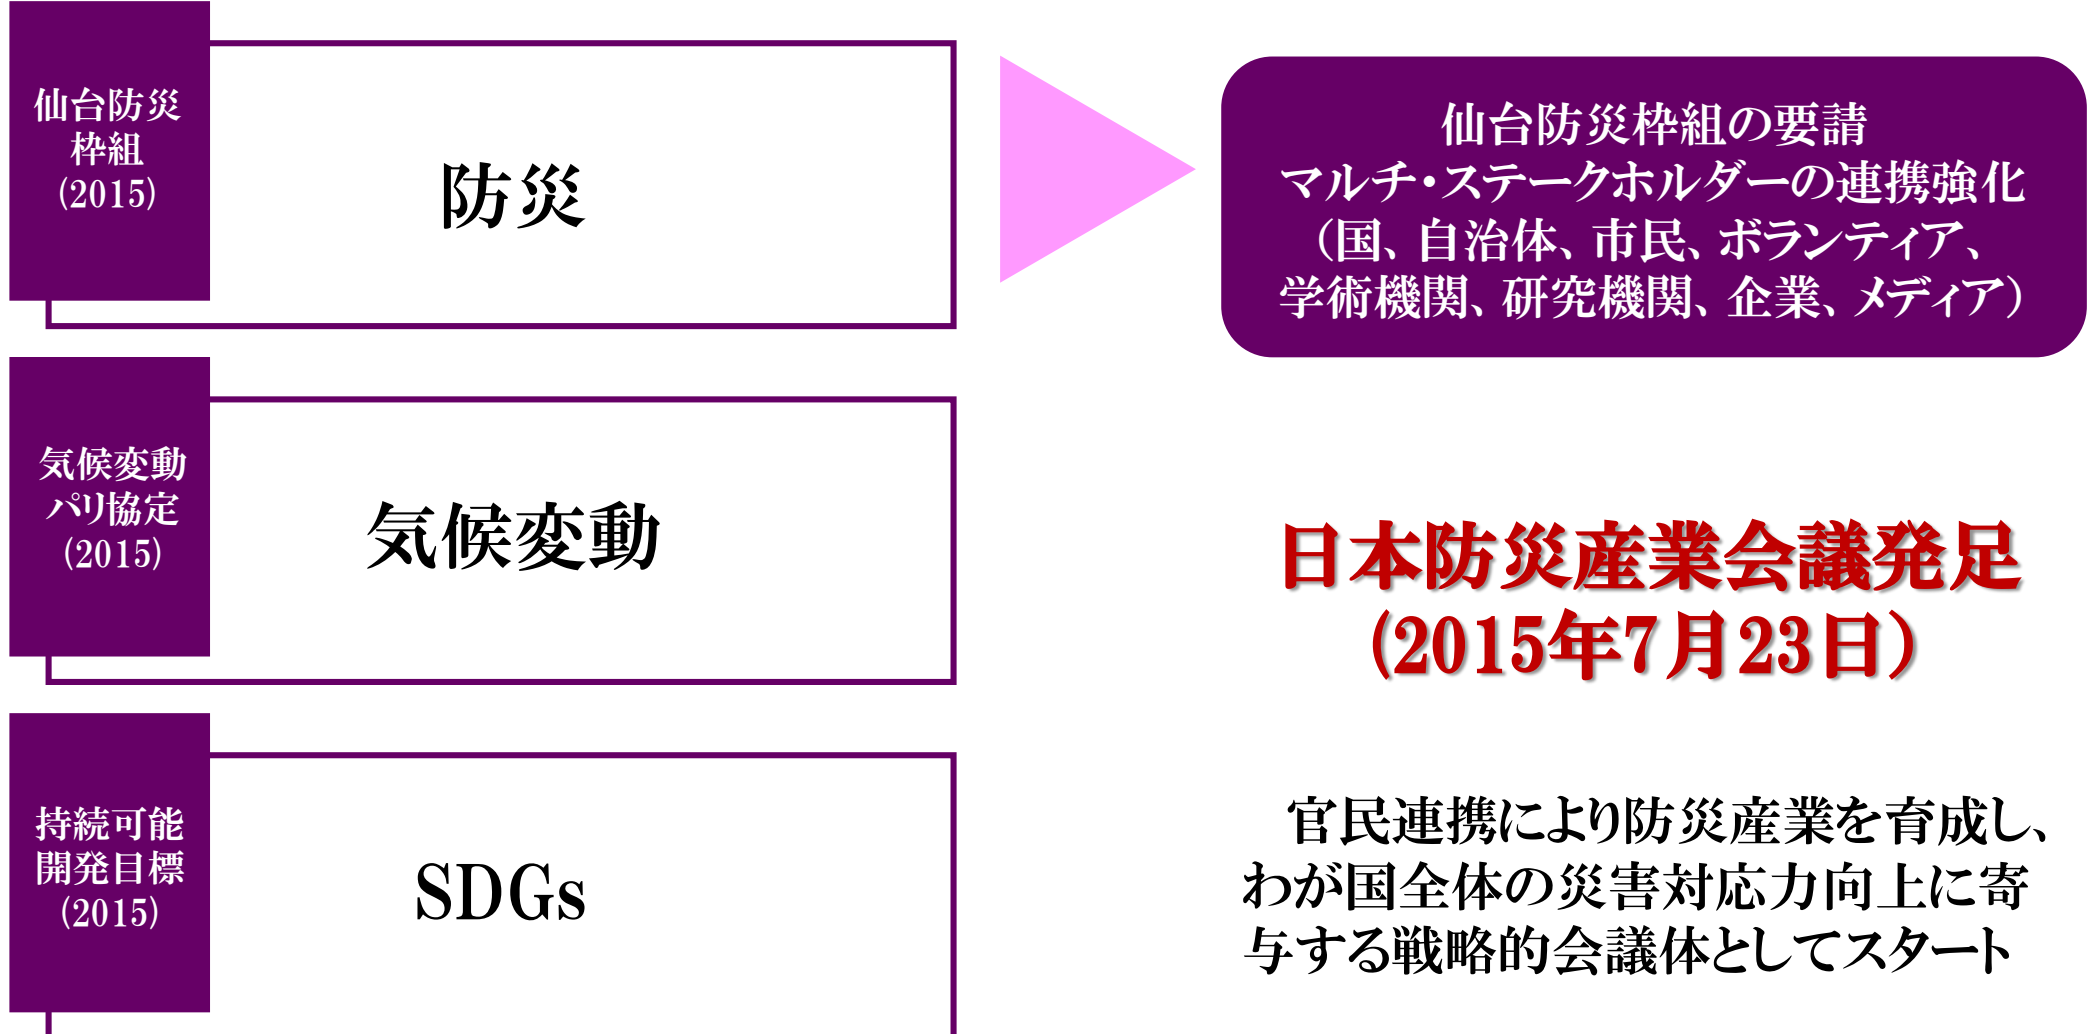 仙台防災
枠組
(2015)
防災
仙台防災枠組の要請
マルチ・ステークホルダーの連携強化
（国、自治体、市民、ボランティア、
学術機関、研究機関、企業、メディア）
気候変動
パリ協定
(2015)
気候変動
日本防災産業会議発足
(2015年7月23日)
持続可能
開発目標
(2015)
SDGs
官民連携により防災産業を育成し、
わが国全体の災害対応力向上に寄
与する戦略的会議体としてスタート